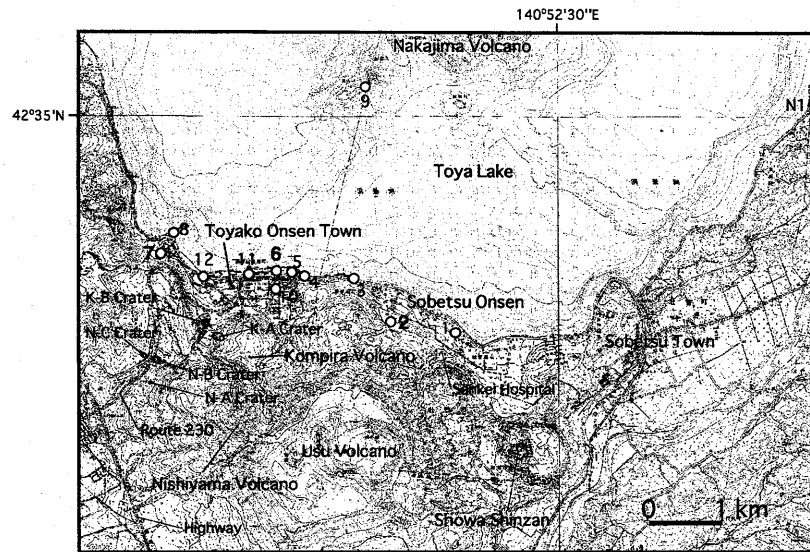 140°52'30"E
Nakajima Volcano
9
42°35'N
N1
Toya Lake
8
Toyako Onsen Town
7
12
11
6
5
4
3
K-B Crater
Sobetsu Onsen
2
1
N-C Crater
K-A Crater
Sobetsu Town
Kompira Volcano
N-B Crater
Sankei Hospital
N-A Crater
Route 230
Usu Volcano
Nishiyama Volcano
Showa Shinzan
0 1 km
Highway